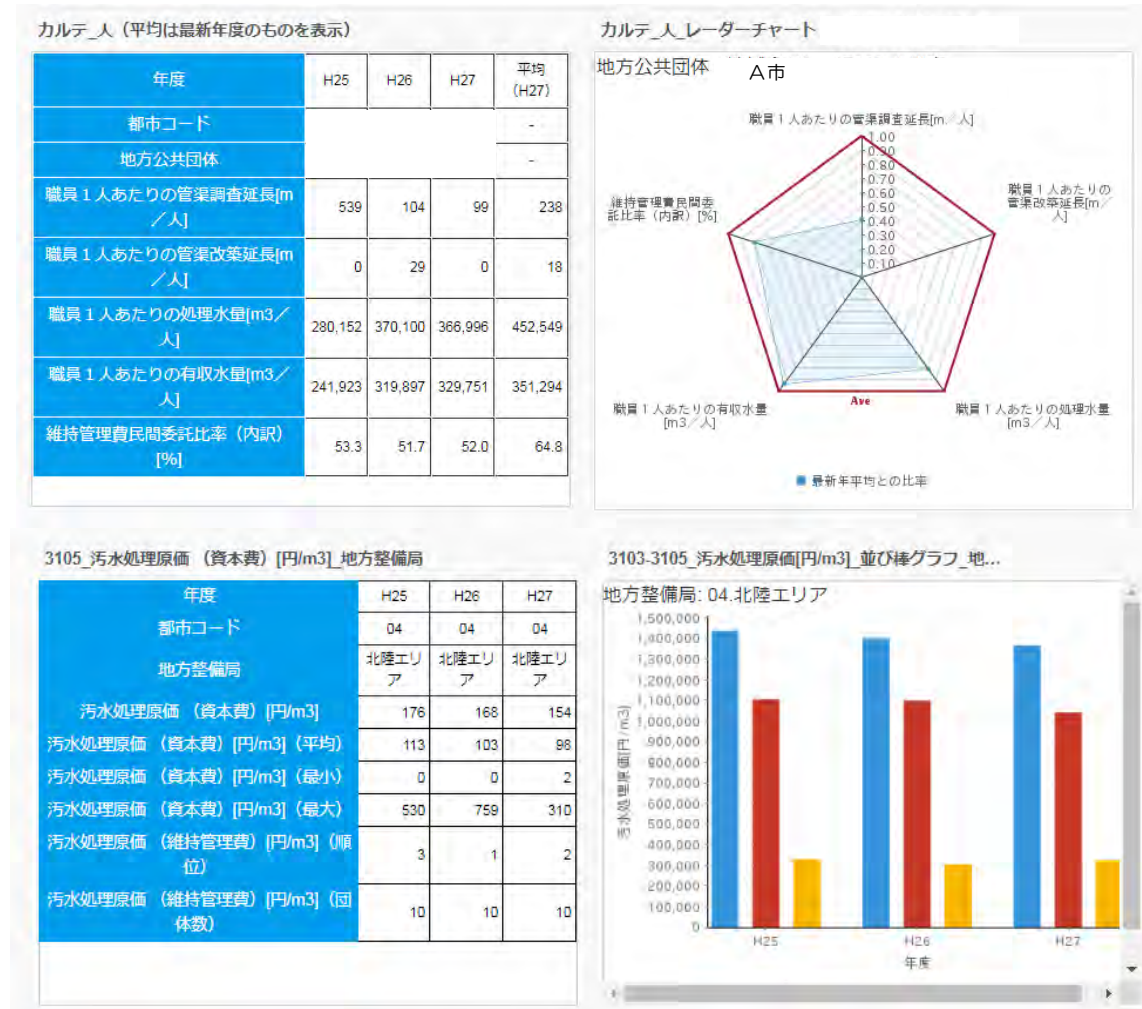 カルテ_人（平均は最新年度のものを表示）
年度 H25 H26 H27 平均
（H27）
都市コード -
地方公共団体 -
職員１人あたりの管渠調査延長[m
／人] 539 104 99 238
職員１人あたりの管渠改築延長[m
／人] 0 29 0 18
職員１人あたりの処理水量[m3／
人] 280,152 370,100 366,996 452,549
職員１人あたりの有収水量[m3／
人] 241,923 319,897 329,751 351,294
維持管理費民間委託比率（内訳）
[%] 53.3 51.7 52.0 64.8
カルテ_人_レーダーチャート
地方公共団体 A市
職員１人あたりの管渠調査延長[m／人]
1.00
0.90
0.80
0.70
0.60
0.50
0.40
0.30
0.20
0.10
職員１人あたりの
管渠改築延長[m／
人]
維持管理費民間委
託比率（内訳）[%]
職員１人あたりの有収水量
[m3／人]
Ave
職員１人あたりの処理水量
[m3／人]
最新年平均との比率
3105_汚水処理原価 （資本費）[円/m3]_地方整備局
年度 H25 H26 H27
都市コード 04 04 04
地方整備局 北陸エリ
ア 北陸エリ
ア 北陸エリ
ア
汚水処理原価 （資本費）[円/m3] 176 168 154
汚水処理原価 （資本費）[円/m3]（平均） 113 103 98
汚水処理原価 （資本費）[円/m3]（最小） 0 0 2
汚水処理原価 （資本費）[円/m3]（最大） 530 759 310
汚水処理原価 （維持管理費）[円/m3]（順
位） 3 1 2
汚水処理原価 （維持管理費）[円/m3]（団
体数） 10 10 10
3103-3105_汚水処理原価[円/m3]_並び棒グラフ_地...
地方整備局: 04.北陸エリア
汚水処理原価[円/m3]
1,500,000
1,400,000
1,300,000
1,200,000
1,100,000
1,000,000
900,000
800,000
700,000
600,000
500,000
400,000
300,000
200,000
100,000
0
H25 H26 H27
年度